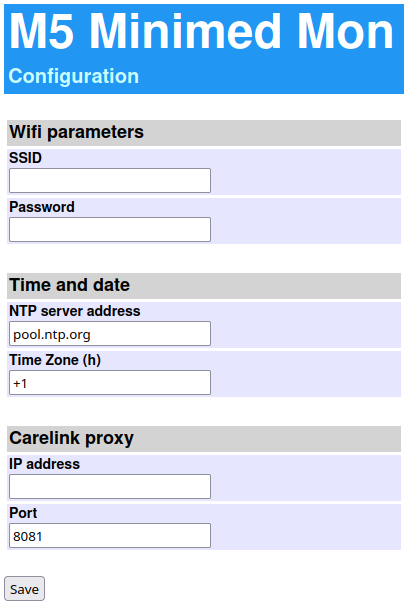 M5 Minimed Mon
Configuration
Wifi parameters
SSID
Password
Time and date
NTP server address
pool.ntp.org
Time Zone (h)
+1
Carelink proxy
IP address
Port
8081
Save